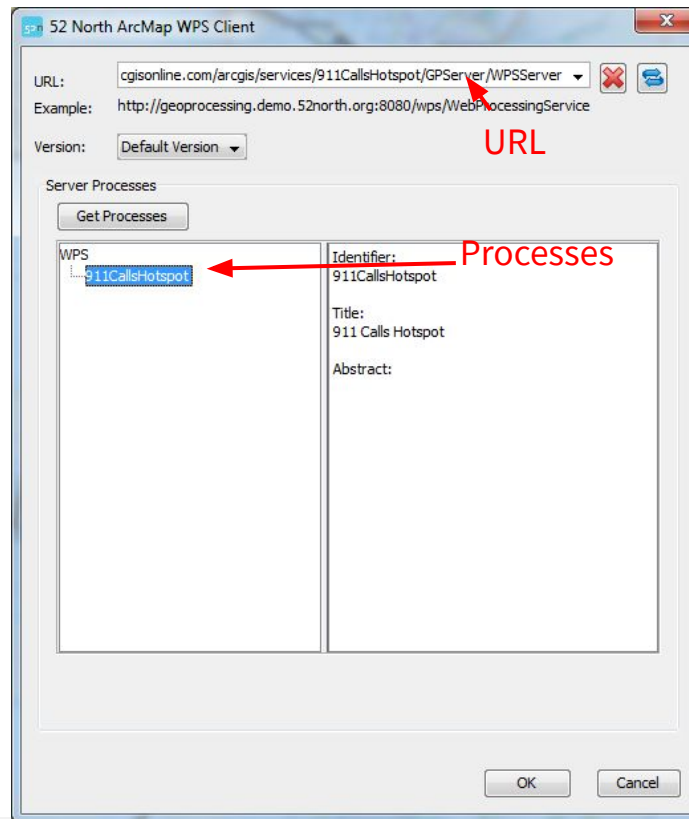 52 North ArcMap WPS Client
URL: cgisonline.com/arcgis/services/911CallsHotspot/GPServer/WPSServer
Example: http://geoprocessing.demo.52north.org:8080/wps/WebProcessingService
URL
Version: Default Version
Server Processes
Get Processes
WPS
911CallsHotspot
Processes
Identifier:
911CallsHotspot
Title:
911 Calls Hotspot
Abstract:
OK Cancel